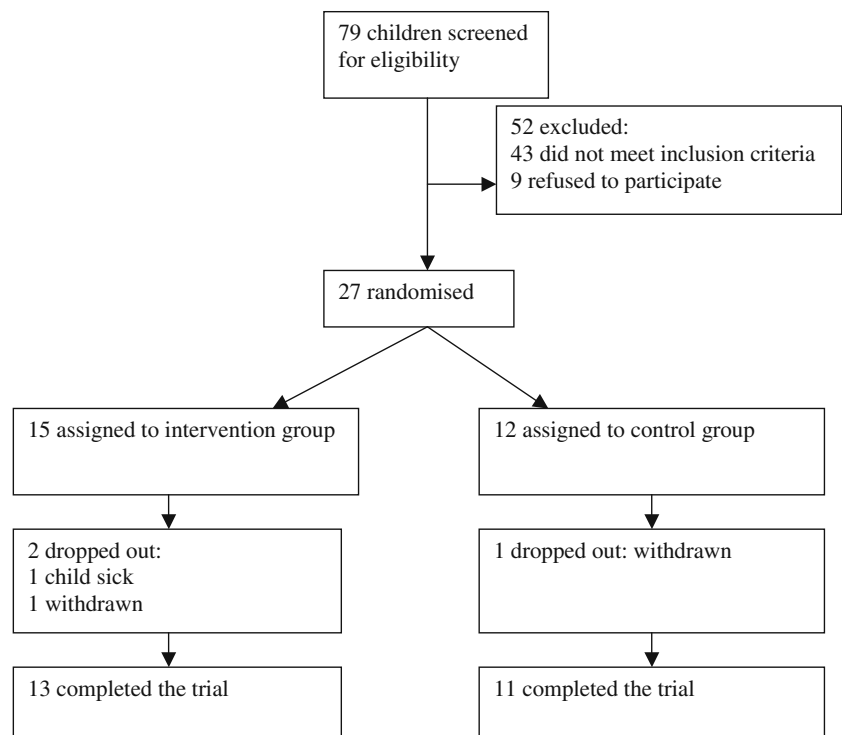 79 children screened
for eligibility
52 excluded:
43 did not meet inclusion criteria
9 refused to participate
27 randomised
15 assigned to intervention group
12 assigned to control group
2 dropped out:
1 child sick
1 withdrawn
1 dropped out: withdrawn
13 completed the trial
11 completed the trial